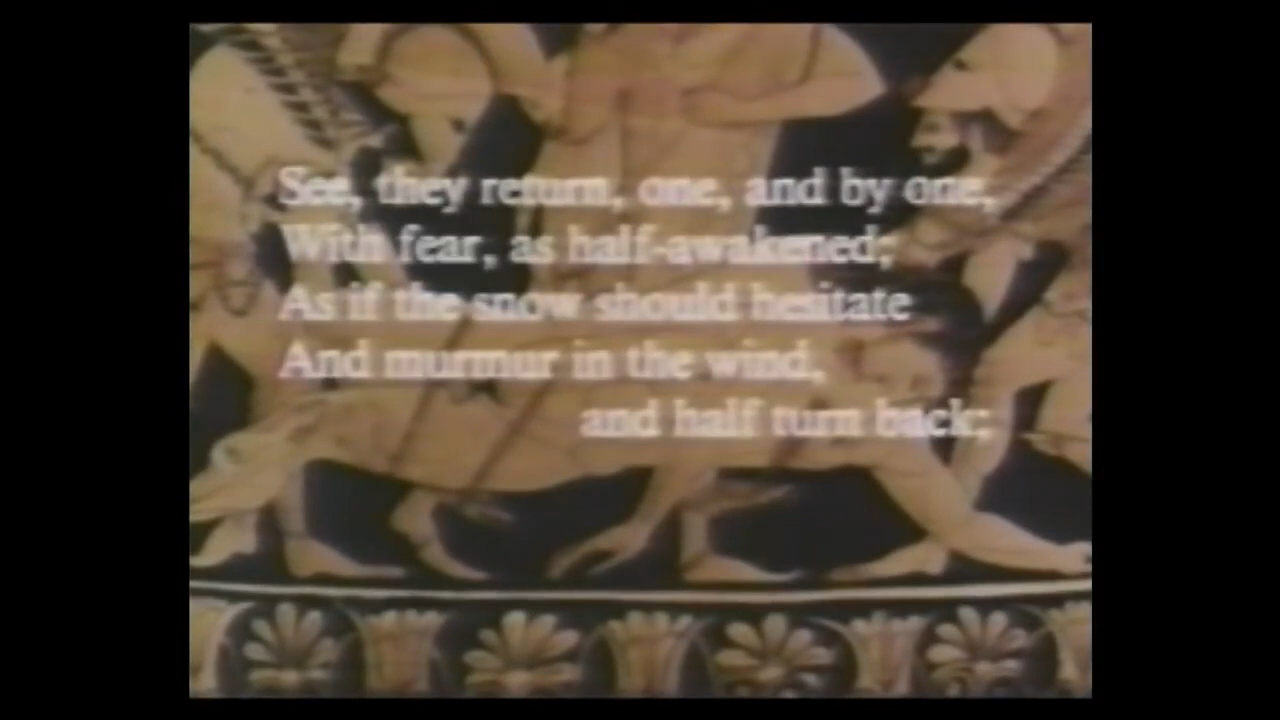 See, they return, one, and by one,
With fear, as half-awakened;
As if the snow should hesitate
And murmur in the wind,
and half turn back;